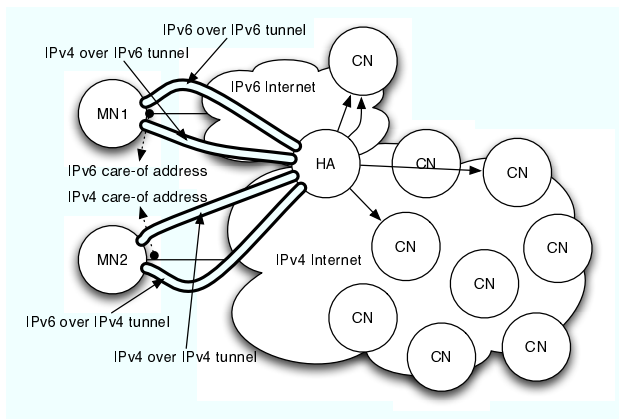 IPv6 over IPv6 tunnel
IPv4 over IPv6 tunnel
CN
IPv6 Internet
MN1
HA
CN
CN
IPv6 care-of address
IPv4 care-of address
CN
CN
MN2
IPv4 Internet
CN
IPv6 over IPv4 tunnel
CN
CN
IPv4 over IPv4 tunnel
CN